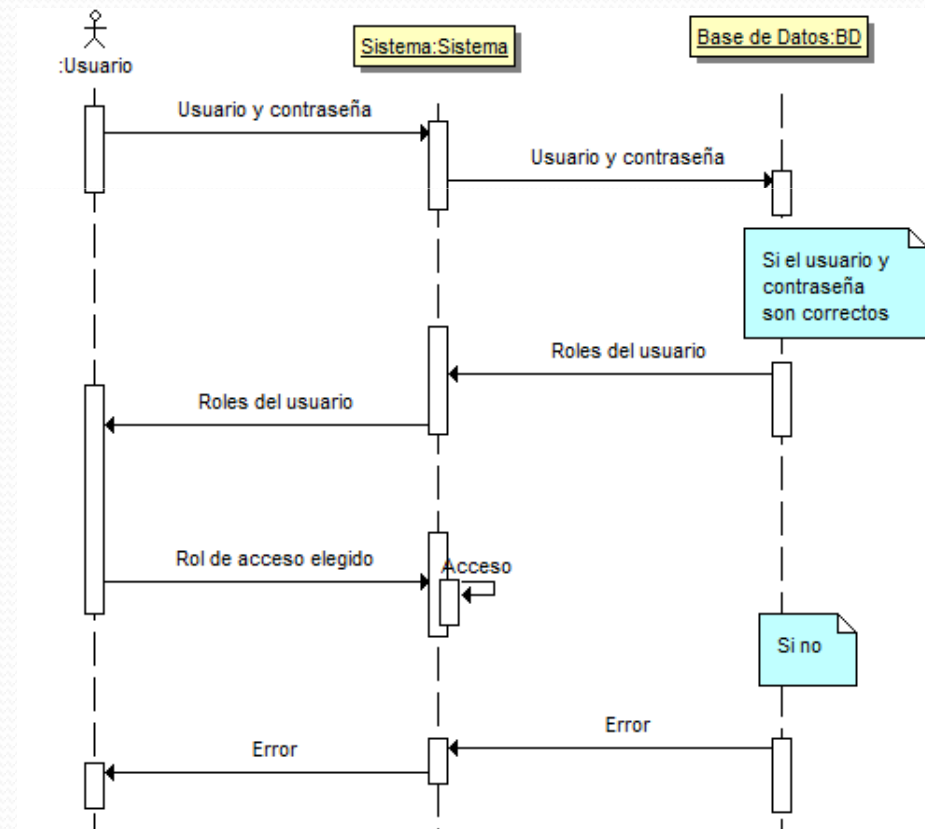 :Usuario
Sistema:Sistema
Base de Datos:BD
Usuario y contraseña
Usuario y contraseña
Si el usuario y
contraseña
son correctos
Roles del usuario
Roles del usuario
Rol de acceso elegido
Acceso
Si no
Error
Error